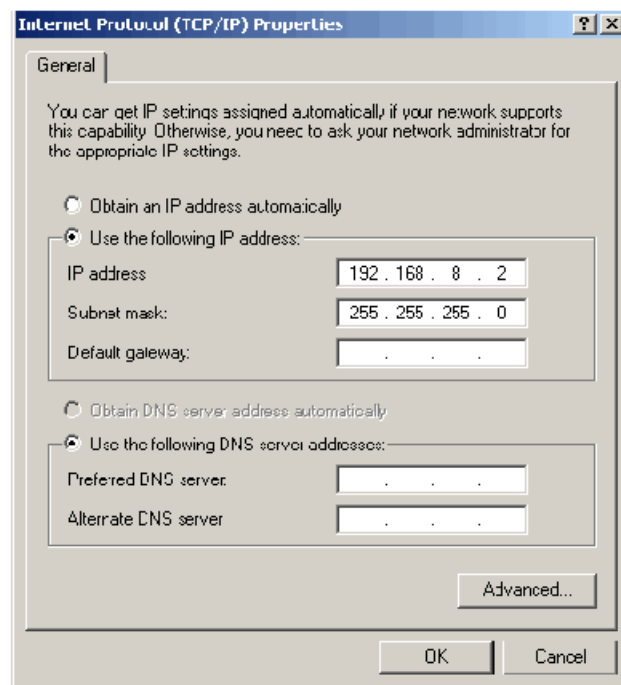 Internet Protocol (TCP/IP) Properties
General
You can get IP settings assigned automatically if your network supports
this capability. Otherwise, you need to ask your network administrator for
the appropriate IP settings.
Obtain an IP address automatically
Use the following IP address:
IP address
192 . 168 . 8 . 2
Subnet mask:
255 . 255 . 255 . 0
Default gateway:
. . .
Obtain DNS server address automatically
Use the following DNS server addresses:
Preferred DNS server:
. . .
Alternate DNS server
. . .
Advanced...
OK
Cancel